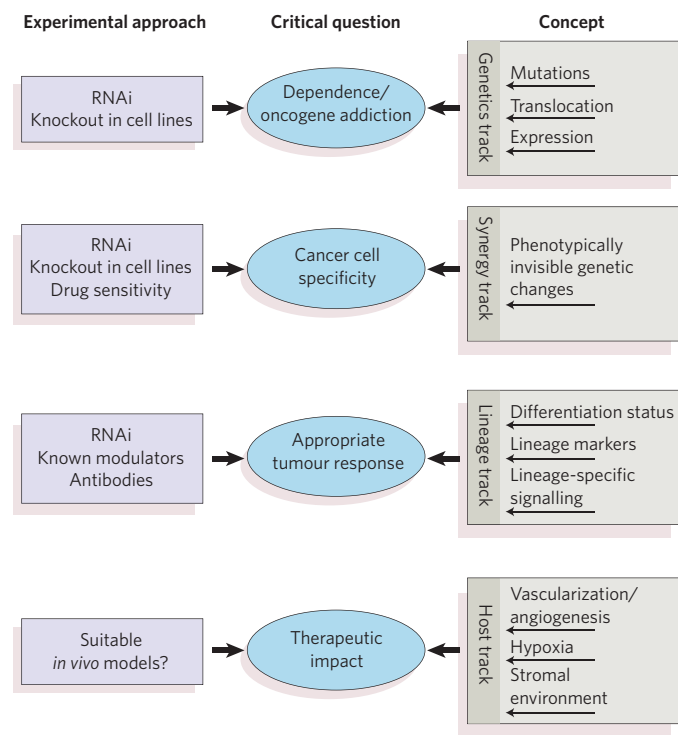 Experimental approach
Critical question
Concept
RNAi
Knockout in cell lines
Dependence/
oncogene addiction
Genetics track
Mutations
Translocation
Expression
RNAi
Knockout in cell lines
Drug sensitivity
Cancer cell
specificity
Synergy track
Phenotypically
invisible genetic
changes
RNAi
Known modulators
Antibodies
Appropriate
tumour response
Lineage track
Differentiation status
Lineage markers
Lineage-specific
signalling
Suitable
in vivo models?
Therapeutic
impact
Host track
Vascularization/
angiogenesis
Hypoxia
Stromal
environment